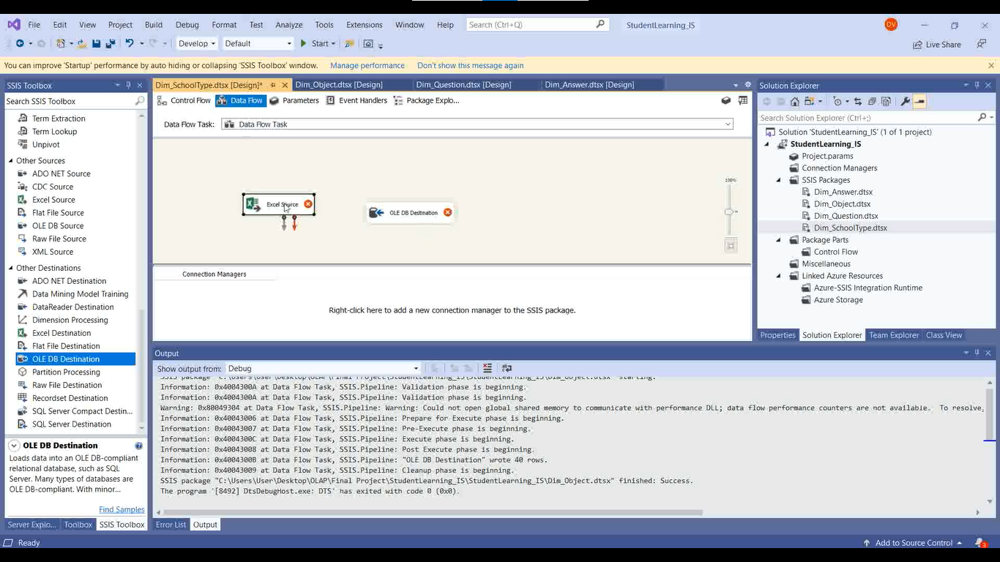 File Edit View Project Build Debug Format Test Analyze Tools Extensions Window Help Search (Ctrl+Q) StudentLearning_IS DV
Develop Default Start Live Share
You can improve 'Startup' performance by auto hiding or collapsing 'SSIS Toolbox' window. Manage performance Don't show this message again
SSIS Toolbox
Search SSIS Toolbox
Term Extraction
Term Lookup
Unpivot
Other Sources
ADO NET Source
CDC Source
Excel Source
Flat File Source
OLE DB Source
Raw File Source
XML Source
Other Destinations
ADO NET Destination
Data Mining Model Training
DataReader Destination
Dimension Processing
Excel Destination
Flat File Destination
OLE DB Destination
Partition Processing
Raw File Destination
Recordset Destination
SQL Server Compact Destin...
SQL Server Destination
OLE DB Destination
Loads data into an OLE DB-compliant
relational database, such as SQL
Server. Many types of databases are
OLE DB-compliant. With minor...
Find Samples
Server Explo... Toolbox SSIS Toolbox
Dim_SchoolType.dtsx [Design]* Dim_Object.dtsx [Design] Dim_Question.dtsx [Design] Dim_Answer.dtsx [Design]
Control Flow Data Flow Parameters Event Handlers Package Explo...
Data Flow Task: Data Flow Task
100%
Excel Source
OLE DB Destination
Connection Managers
Right-click here to add a new connection manager to the SSIS package.
Output
Show output from: Debug
SSIS package "C:\Users\User\Desktop\OLAP\Final Project\StudentLearning_IS\StudentLearning_IS\Dim_Object.dtsx" starting.
Information: 0x4004300A at Data Flow Task, SSIS.Pipeline: Validation phase is beginning.
Information: 0x4004300A at Data Flow Task, SSIS.Pipeline: Validation phase is beginning.
Warning: 0x80049304 at Data Flow Task, SSIS.Pipeline: Warning: Could not open global shared memory to communicate with performance DLL; data flow performance counters are not available. To resolve,
Information: 0x40043006 at Data Flow Task, SSIS.Pipeline: Prepare for Execute phase is beginning.
Information: 0x40043007 at Data Flow Task, SSIS.Pipeline: Pre-Execute phase is beginning.
Information: 0x4004300C at Data Flow Task, SSIS.Pipeline: Execute phase is beginning.
Information: 0x40043008 at Data Flow Task, SSIS.Pipeline: Post Execute phase is beginning.
Information: 0x4004300B at Data Flow Task, SSIS.Pipeline: "OLE DB Destination" wrote 40 rows.
Information: 0x40043009 at Data Flow Task, SSIS.Pipeline: Cleanup phase is beginning.
SSIS package "C:\Users\User\Desktop\OLAP\Final Project\StudentLearning_IS\StudentLearning_IS\Dim_Object.dtsx" finished: Success.
The program '[8492] DtsDebugHost.exe: DTS' has exited with code 0 (0x0).
Error List Output
Solution Explorer
Search Solution Explorer (Ctrl+;)
Solution 'StudentLearning_IS' (1 of 1 project)
StudentLearning_IS
Project.params
Connection Managers
SSIS Packages
Dim_Answer.dtsx
Dim_Object.dtsx
Dim_Question.dtsx
Dim_SchoolType.dtsx
Package Parts
Control Flow
Miscellaneous
Linked Azure Resources
Azure-SSIS Integration Runtime
Azure Storage
Properties Solution Explorer Team Explorer Class View
Ready Add to Source Control 3